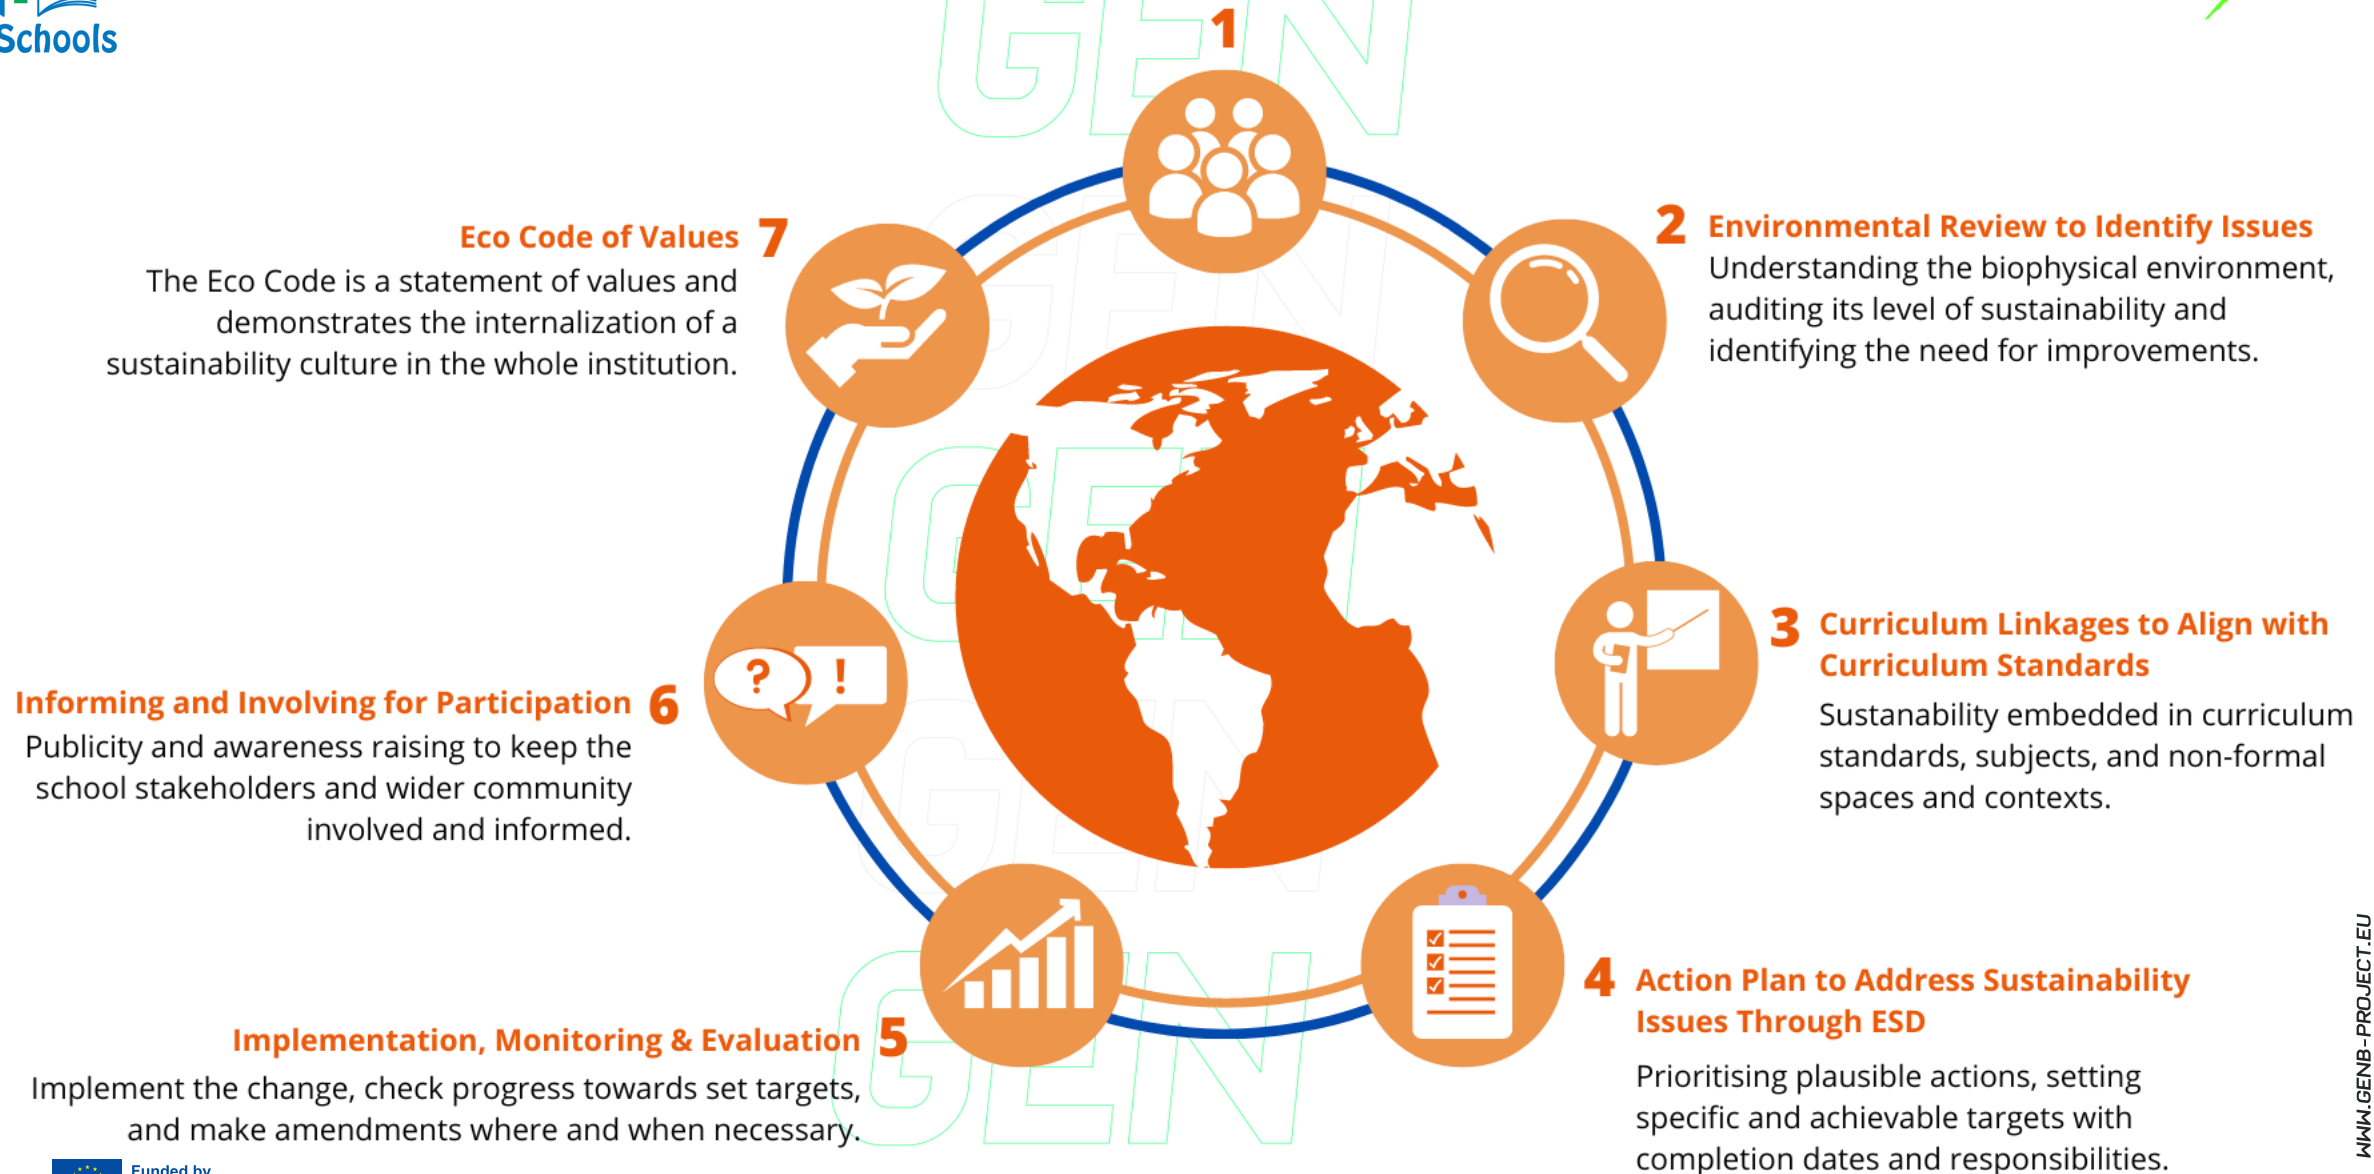 Schools
GEN
1
2 Environmental Review to Identify Issues
Understanding the biophysical environment,
auditing its level of sustainability and
identifying the need for improvements.
3 Curriculum Linkages to Align with
Curriculum Standards
Sustanability embedded in curriculum
standards, subjects, and non-formal
spaces and contexts.
4 Action Plan to Address Sustainability
Issues Through ESD
Prioritising plausible actions, setting
specific and achievable targets with
completion dates and responsibilities.
Implementation, Monitoring & Evaluation 5
Implement the change, check progress towards set targets,
and make amendments where and when necessary.
Informing and Involving for Participation 6
Publicity and awareness raising to keep the
school stakeholders and wider community
involved and informed.
Eco Code of Values 7
The Eco Code is a statement of values and
demonstrates the internalization of a
sustainability culture in the whole institution.
? !
GEN
GEN
GEN
GEN
WWW.GENB-PROJECT.EU
Funded by